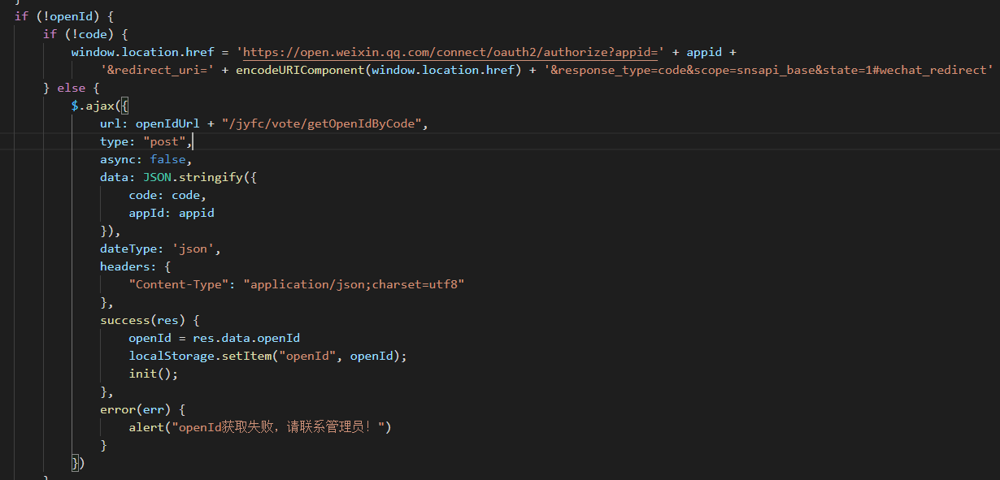 if (!openId) {
if (!code) {
window.location.href = 'https://open.weixin.qq.com/connect/oauth2/authorize?appid=' + appid +
'&redirect_uri=' + encodeURIComponent(window.location.href) + '&response_type=code&scope=snsapi_base&state=1#wechat_redirect'
} else {
$.ajax({
url: openIdUrl + "/jyfc/vote/getOpenIdByCode",
type: "post",
async: false,
data: JSON.stringify({
code: code,
appId: appid
}),
dateType: 'json',
headers: {
"Content-Type": "application/json;charset=utf8"
},
success(res) {
openId = res.data.openId
localStorage.setItem("openId", openId);
init();
},
error(err) {
alert("openId获取失败，请联系管理员！")
}
})